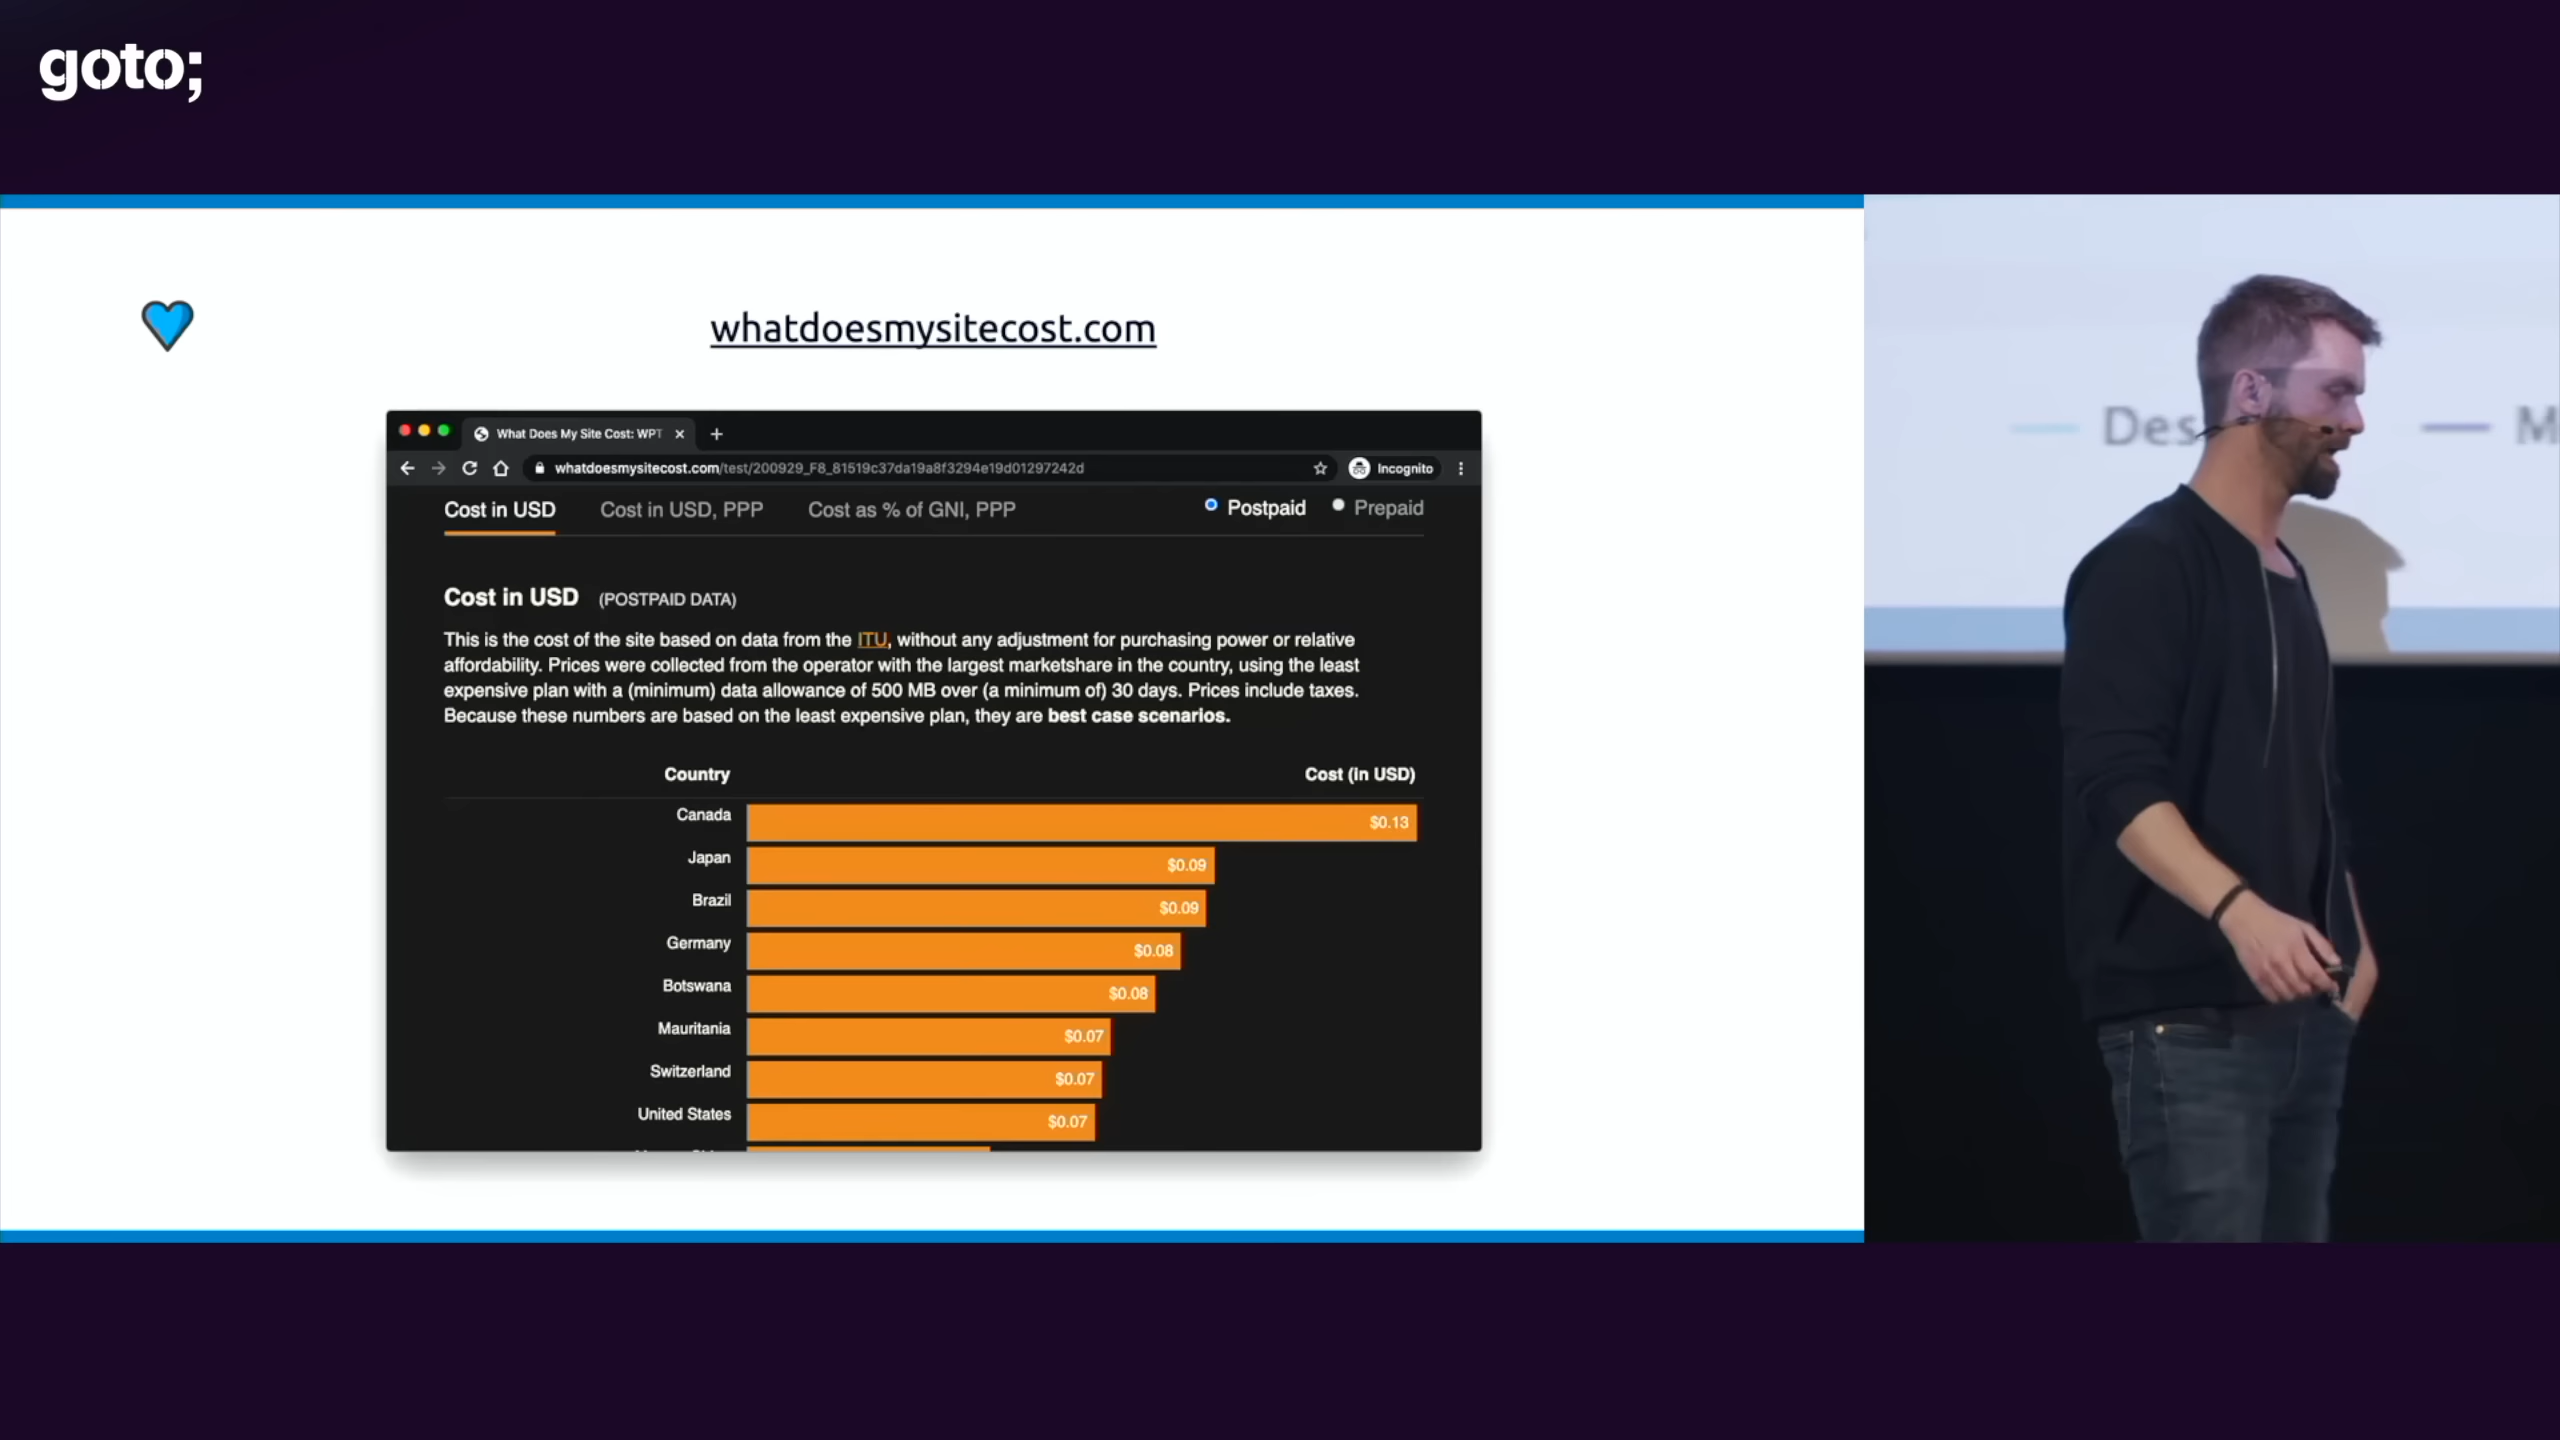 goto;
whatdoesmysitecost.com
What Does My Site Cost: WPT
whatdoesmysitecost.com/test/200929_F8_81519c37da19a8f3294e19d01297242d
Incognito
Cost in USD Cost in USD, PPP Cost as % of GNI, PPP Postpaid Prepaid
Cost in USD (POSTPAID DATA)
This is the cost of the site based on data from the ITU, without any adjustment for purchasing power or relative
affordability. Prices were collected from the operator with the largest marketshare in the country, using the least
expensive plan with a (minimum) data allowance of 500 MB over (a minimum of) 30 days. Prices include taxes.
Because these numbers are based on the least expensive plan, they are best case scenarios.
Country Cost (in USD)
Canada $0.13
Japan $0.09
Brazil $0.09
Germany $0.08
Botswana $0.08
Mauritania $0.07
Switzerland $0.07
United States $0.07
Des
M